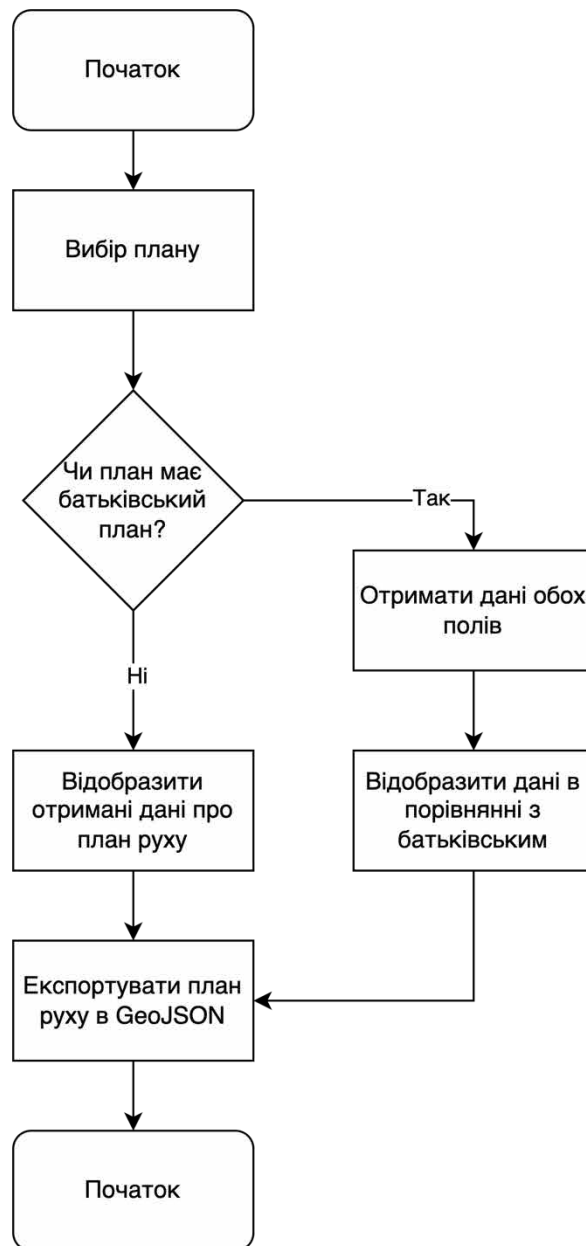 Початок
Вибір плану
Чи план має
батьківський
план?
Так
Отримати дані обох
полів
Ні
Відобразити
отримані дані про
план руху
Відобразити дані в
порівнянні з
батьківським
Експортувати план
руху в GeoJSON
Початок